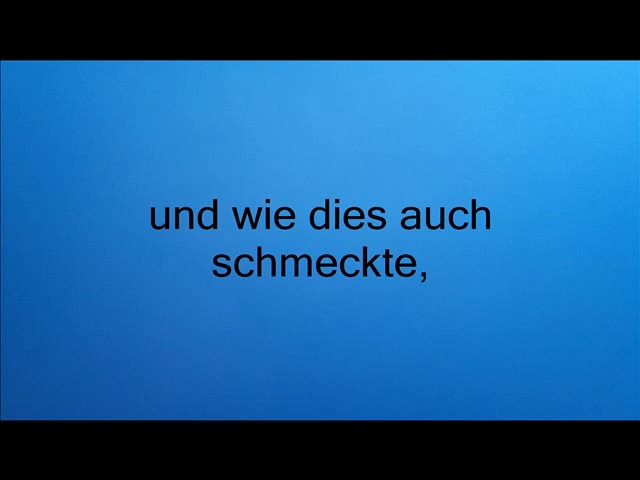 und wie dies auch
schmeckte,